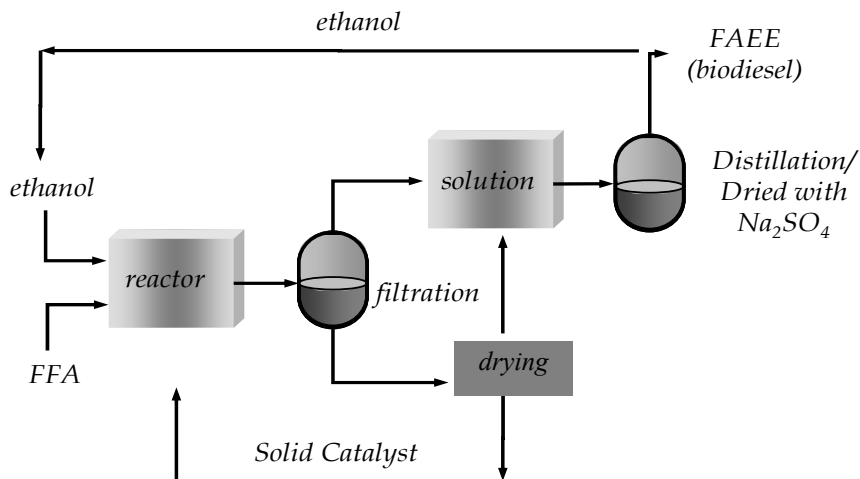 ethanol
FAEE
(biodiesel)
ethanol
solution
Distillation/
Dried with
Na₂SO₄
reactor
filtration
FFA
drying
Solid Catalyst